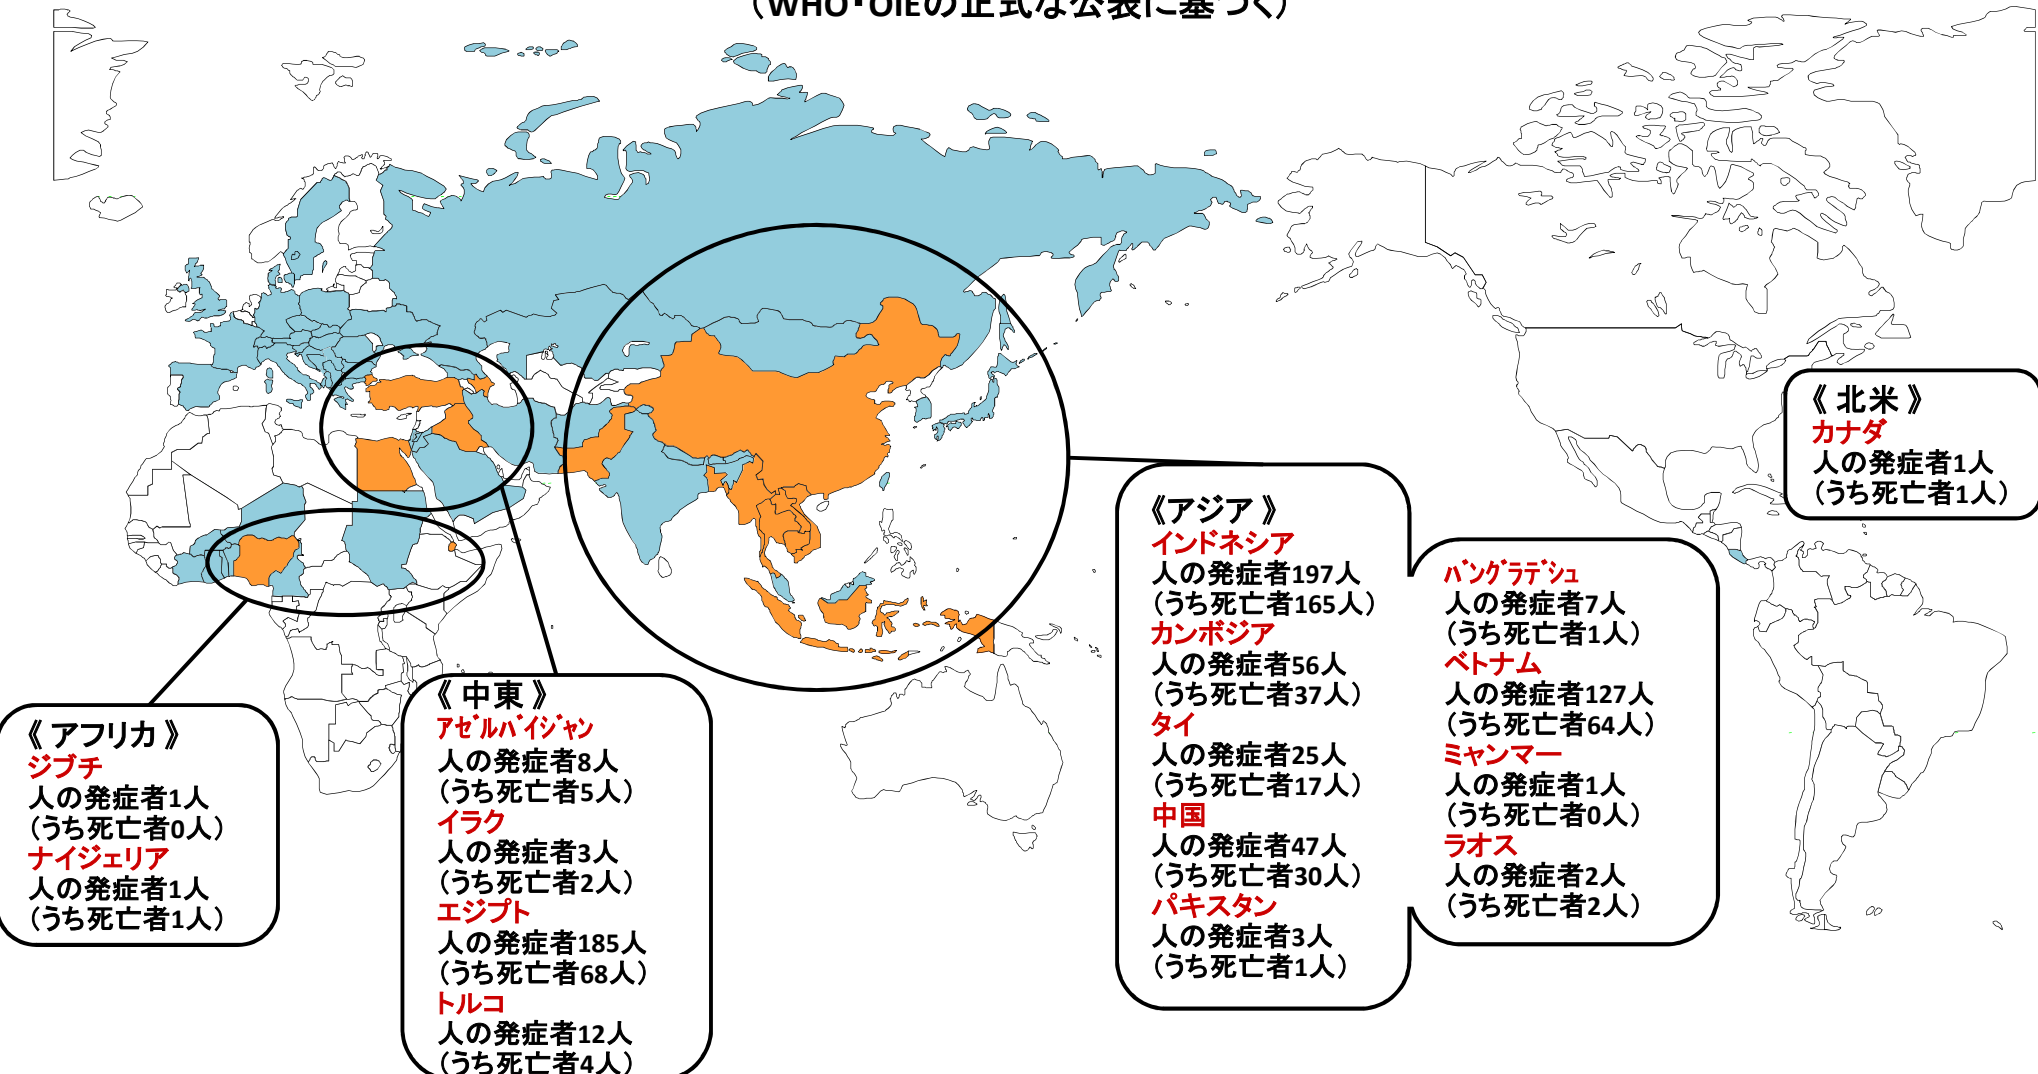 （WHO・OIEの正式な公表に基づく）
《 北米 》
カナダ
人の発症者1人
（うち死亡者1人）
《アジア 》
インドネシア
人の発症者197人
（うち死亡者165人）
カンボジア
人の発症者56人
（うち死亡者37人）
タイ
人の発症者25人
（うち死亡者17人）
中国
人の発症者47人
（うち死亡者30人）
パキスタン
人の発症者3人
（うち死亡者1人）
ﾊﾞﾝｸﾞﾗﾃﾞｼｭ
人の発症者7人
（うち死亡者1人）
ベトナム
人の発症者127人
（うち死亡者64人）
ミャンマー
人の発症者1人
（うち死亡者0人）
ラオス
人の発症者2人
（うち死亡者2人）
《 中東 》
ｱｾﾞﾙﾊﾞｲｼﾞｬﾝ
人の発症者8人
（うち死亡者5人）
イラク
人の発症者3人
（うち死亡者2人）
エジプト
人の発症者185人
（うち死亡者68人）
トルコ
人の発症者12人
（うち死亡者4人）
《 アフリカ 》
ジブチ
人の発症者1人
（うち死亡者0人）
ナイジェリア
人の発症者1人
（うち死亡者1人）